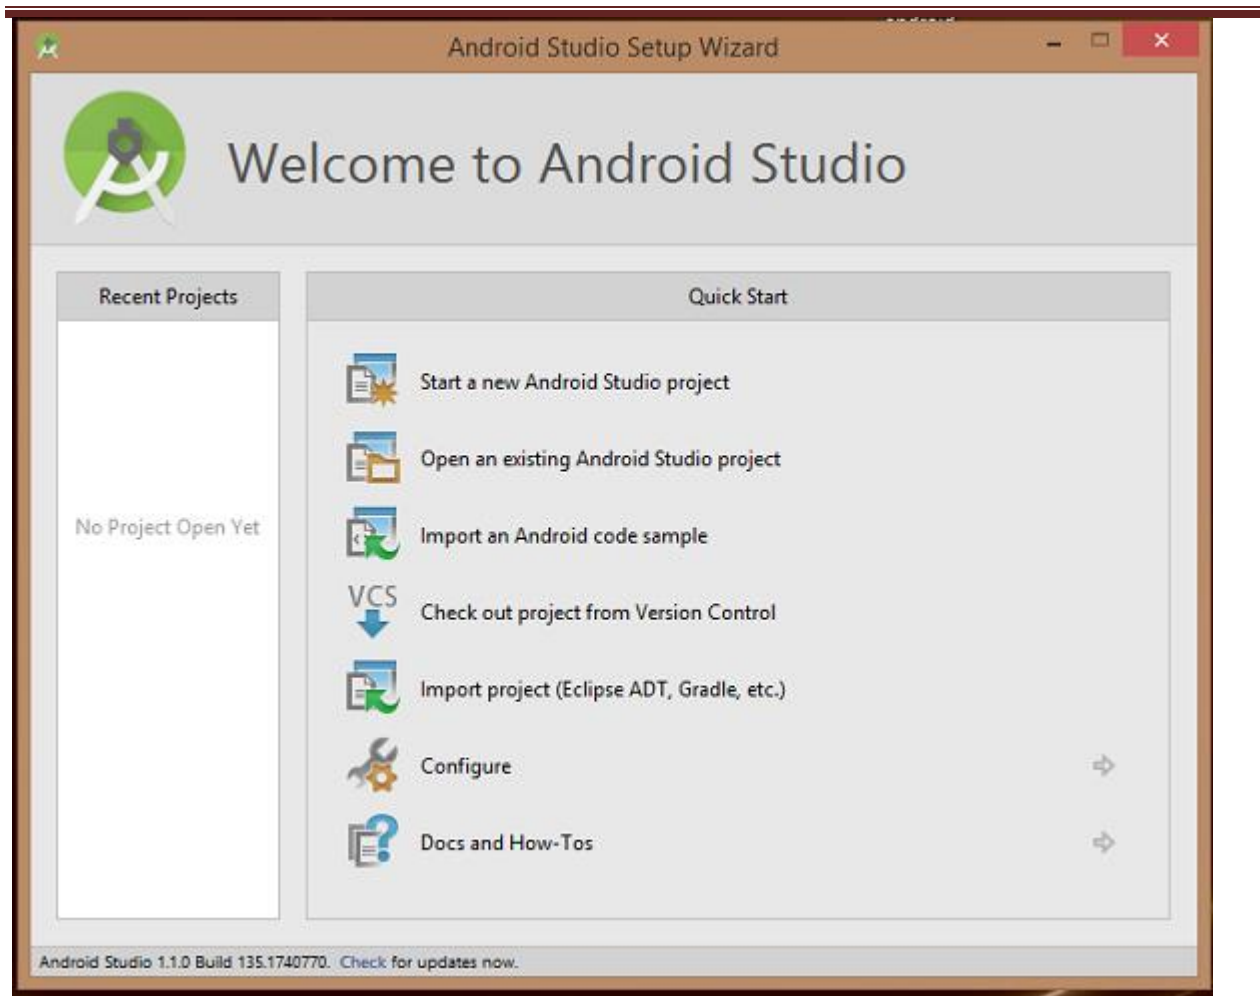 Android Studio Setup Wizard
Welcome to Android Studio
Recent Projects
No Project Open Yet
Quick Start
Start a new Android Studio project
Open an existing Android Studio project
Import an Android code sample
VCS
Check out project from Version Control
Import project (Eclipse ADT, Gradle, etc.)
Configure
Docs and How-Tos
Android Studio 1.1.0 Build 135.1740770. Check for updates now.